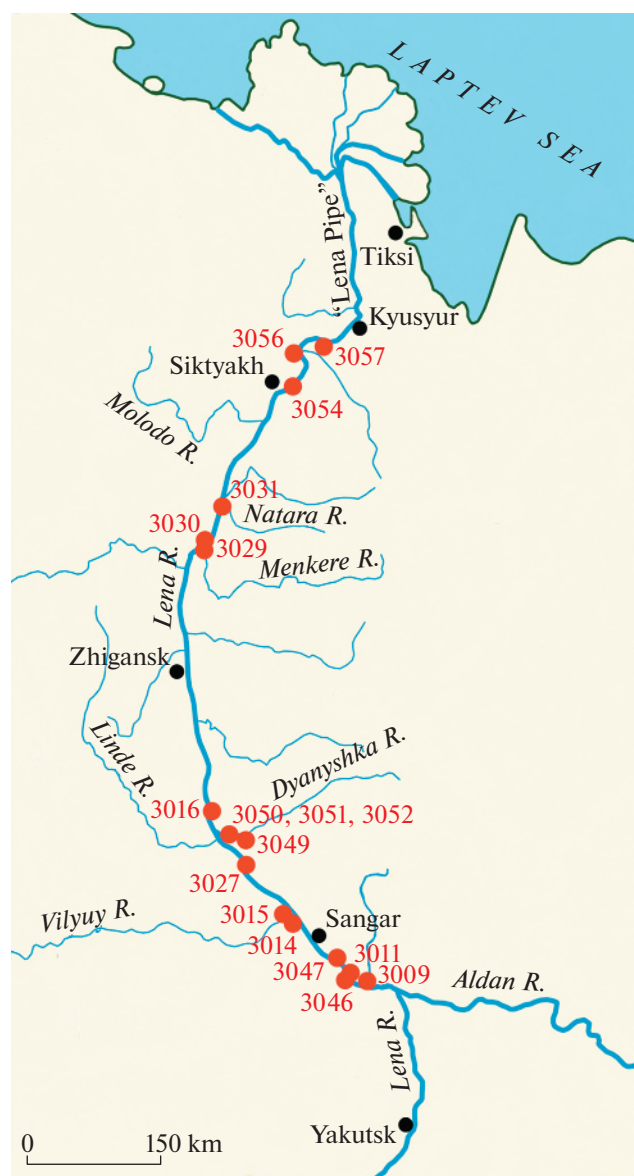 LAPTEV SEA
“Lena Pipe”
Tiksi
Kyusyur
3056
3057
Siktyakh
3054
Molodo R.
3031
Natara R.
3030
3029
Menkere R.
Lena R.
Zhigansk
Linde R.
Dyanyshka R.
3016
3050, 3051, 3052
3049
3027
Vilyuy R.
3015
Sangar
3014
3011
3047
3009
3046
Aldan R.
Lena R.
Yakutsk
0 150 km